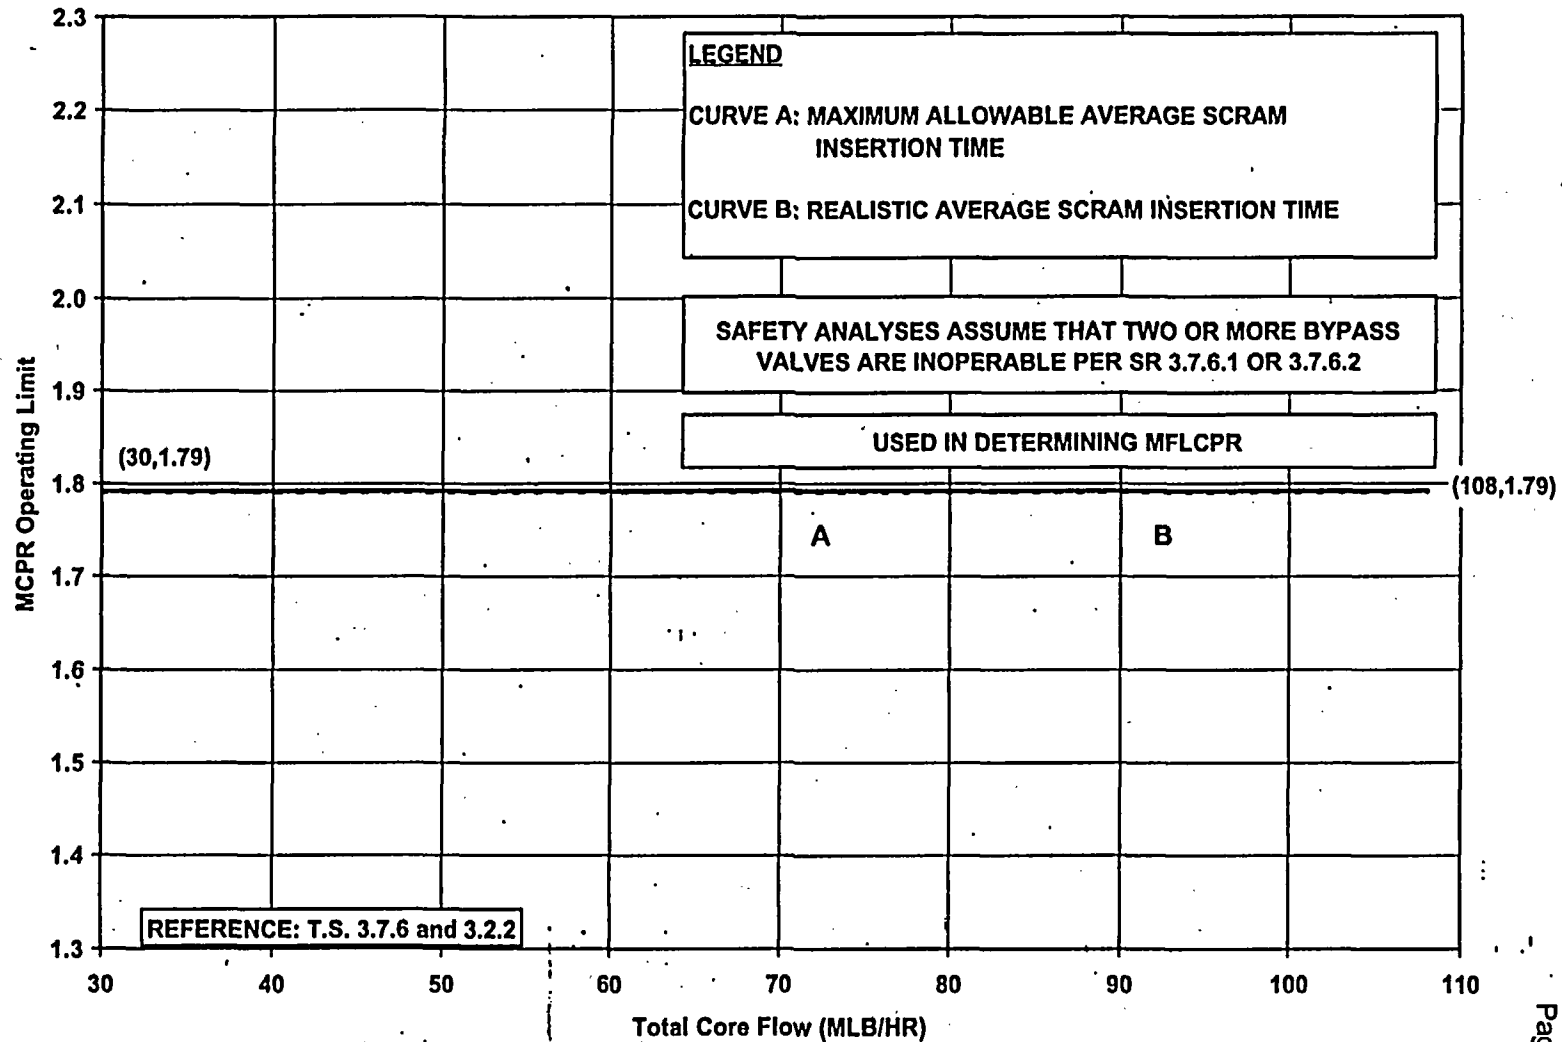 2.3
2.2
2.1
2.0
1.9
1.8
1.7
1.6
1.5
1.4
1.3
MCPR Operating Limit
LEGEND
CURVE A: MAXIMUM ALLOWABLE AVERAGE SCRAM
INSERTION TIME
CURVE B: REALISTIC AVERAGE SCRAM INSERTION TIME
SAFETY ANALYSES ASSUME THAT TWO OR MORE BYPASS
VALVES ARE INOPERABLE PER SR 3.7.6.1 OR 3.7.6.2
USED IN DETERMINING MFLCPR
(30,1.79)
(108,1.79)
A
B
REFERENCE: T.S. 3.7.6 and 3.2.2
30
40
50
60
70
80
90
100
110
Total Core Flow (MLB/HR)
Pag